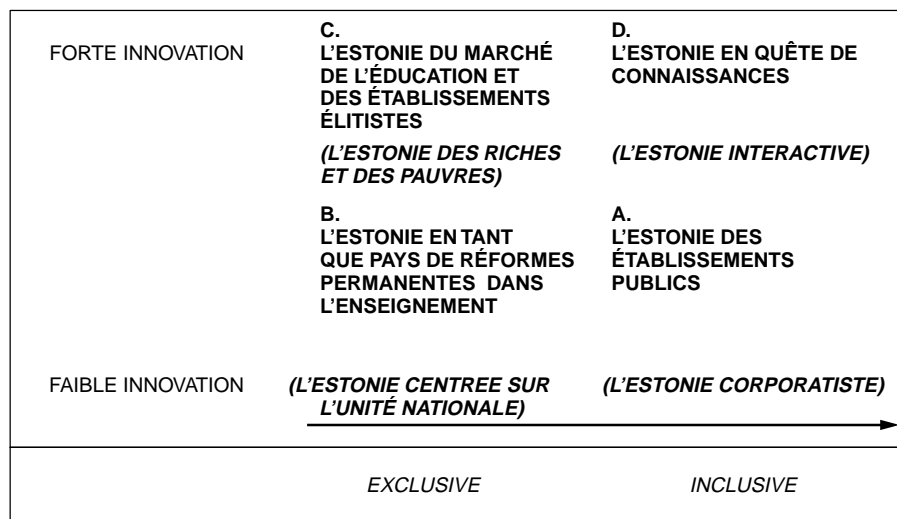 FORTE INNOVATION
C.
L'ESTONIE DU MARCHÉ
DE L'ÉDUCATION ET
DES ÉTABLISSEMENTS
ÉLITISTES
(L'ESTONIE DES RICHES
ET DES PAUVRES)
D.
L'ESTONIE EN QUÊTE DE
CONNAISSANCES
(L'ESTONIE INTERACTIVE)
B.
L'ESTONIE EN TANT
QUE PAYS DE RÉFORMES
PERMANENTES DANS
L'ENSEIGNEMENT
A.
L'ESTONIE DES
ÉTABLISSEMENTS
PUBLICS
FAIBLE INNOVATION
(L'ESTONIE CENTREE SUR
L'UNITÉ NATIONALE)
(L'ESTONIE CORPORATISTE)
EXCLUSIVE
INCLUSIVE